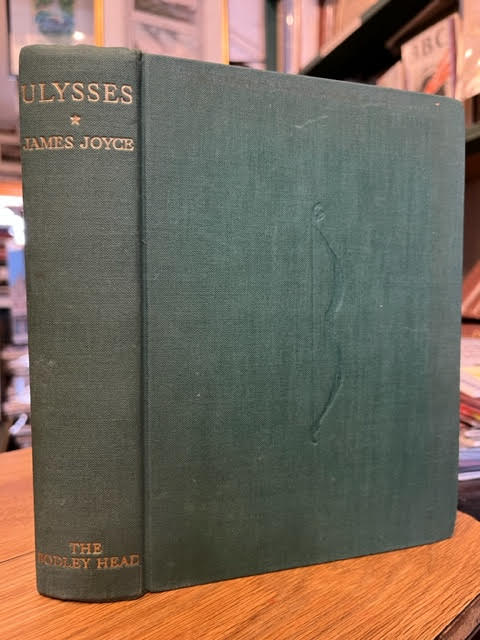 ULYSSES
★
JAMES JOYCE
THE
BODLEY HEAD
ABC